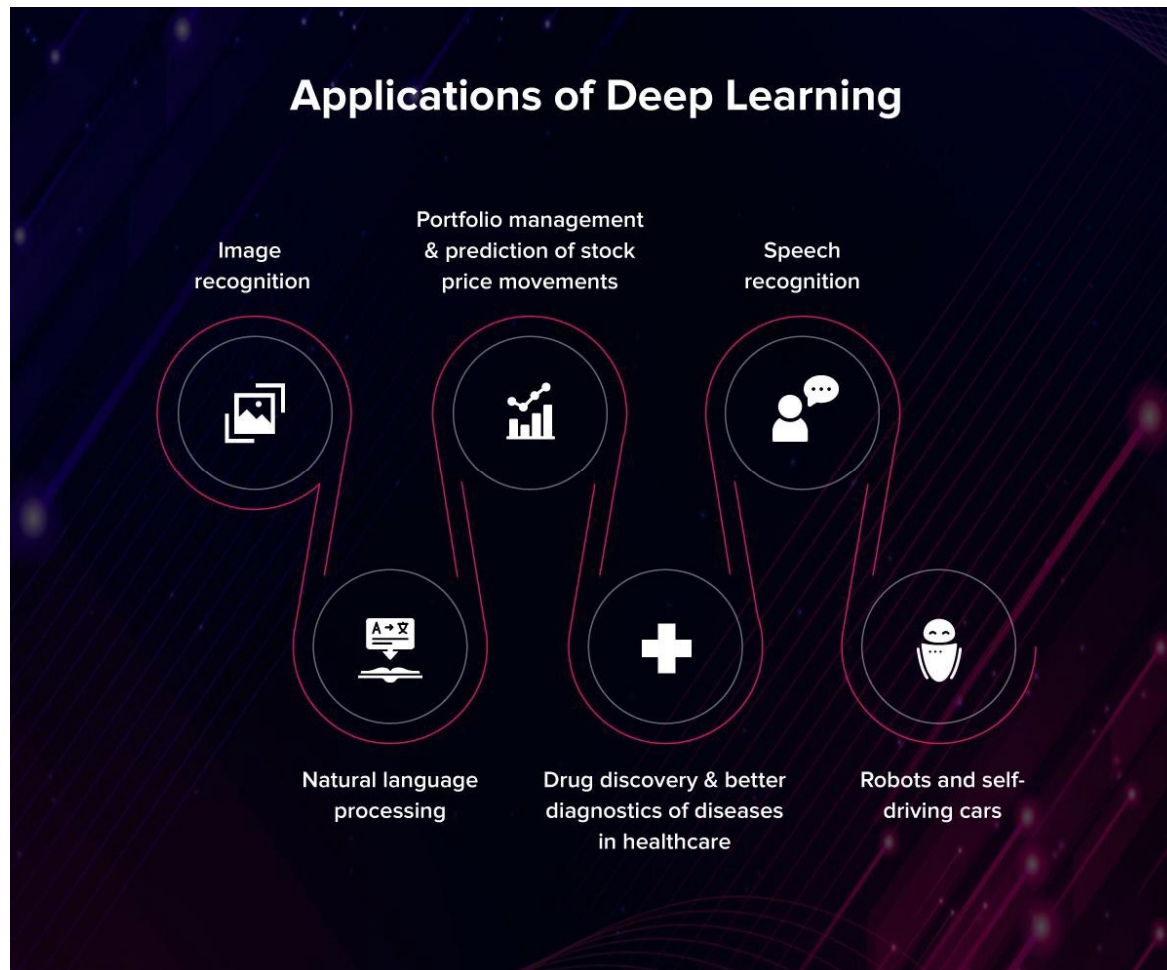 Applications of Deep Learning
Image
recognition
Portfolio management
& prediction of stock
price movements
Speech
recognition
A→文
Natural language
processing
Drug discovery & better
diagnostics of diseases
in healthcare
Robots and self-
driving cars